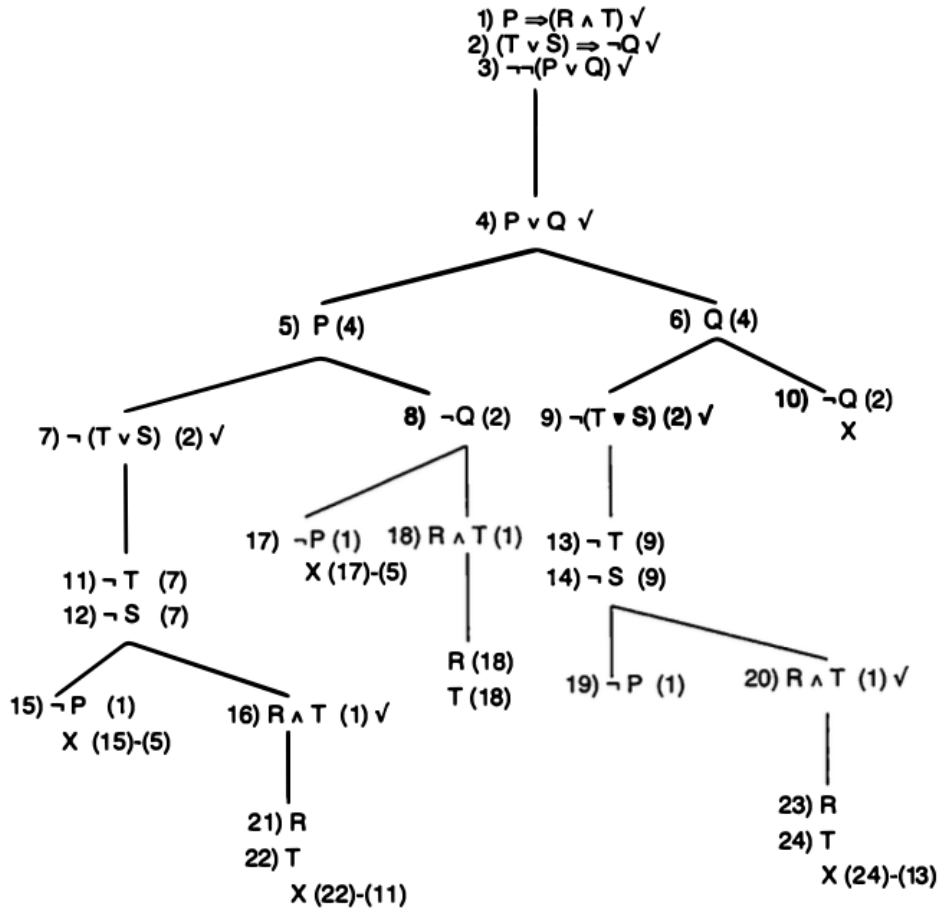 1) P ⇒(R ∧ T) √
2) (T ∨ S) ⇒ ¬Q √
3) ¬¬(P ∨ Q) √
4) P ∨ Q √
5) P (4)
6) Q (4)
7) ¬ (T ∨ S) (2) √
8) ¬Q (2)
9) ¬(T ∨ S) (2) √
10) ¬Q (2)
X
11) ¬ T (7)
12) ¬ S (7)
17) ¬P (1)
X (17)-(5)
18) R ∧ T (1)
13) ¬ T (9)
14) ¬ S (9)
R (18)
T (18)
15) ¬ P (1)
X (15)-(5)
16) R ∧ T (1) √
19) ¬ P (1)
20) R ∧ T (1) √
21) R
22) T
X (22)-(11)
23) R
24) T
X (24)-(13)